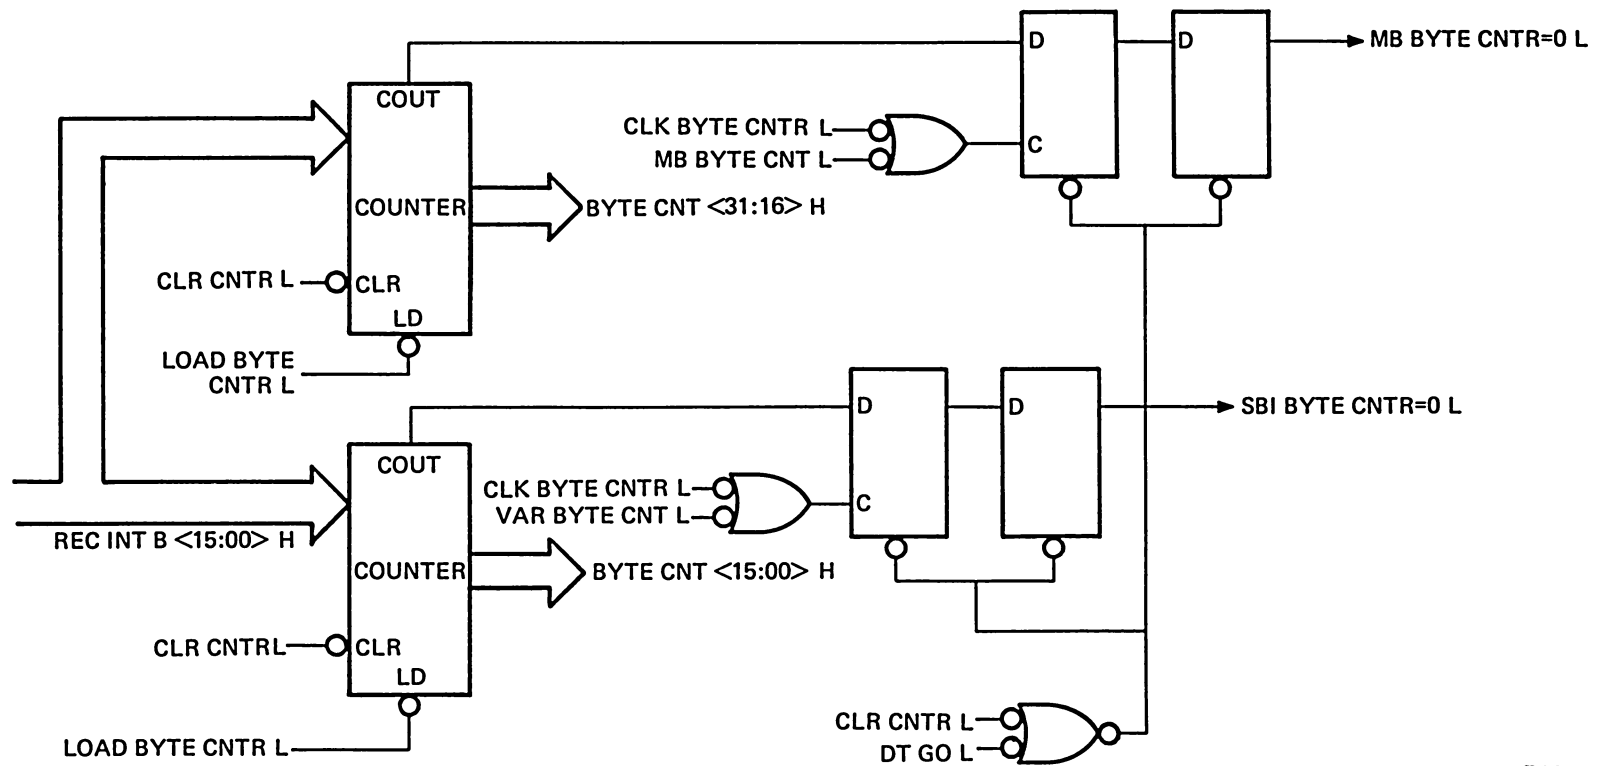 D
D
MB BYTE CNTR=0 L
COUT
CLK BYTE CNTR L
MB BYTE CNT L
C
COUNTER
BYTE CNT <31:16> H
CLR CNTR L
CLR
LD
LOAD BYTE
CNTR L
D
D
SBI BYTE CNTR=0 L
COUT
CLK BYTE CNTR L
VAR BYTE CNT L
C
REC INT B <15:00> H
COUNTER
BYTE CNT <15:00> H
CLR CNTRL
CLR
LD
LOAD BYTE CNTR L
CLR CNTR L
DT GO L